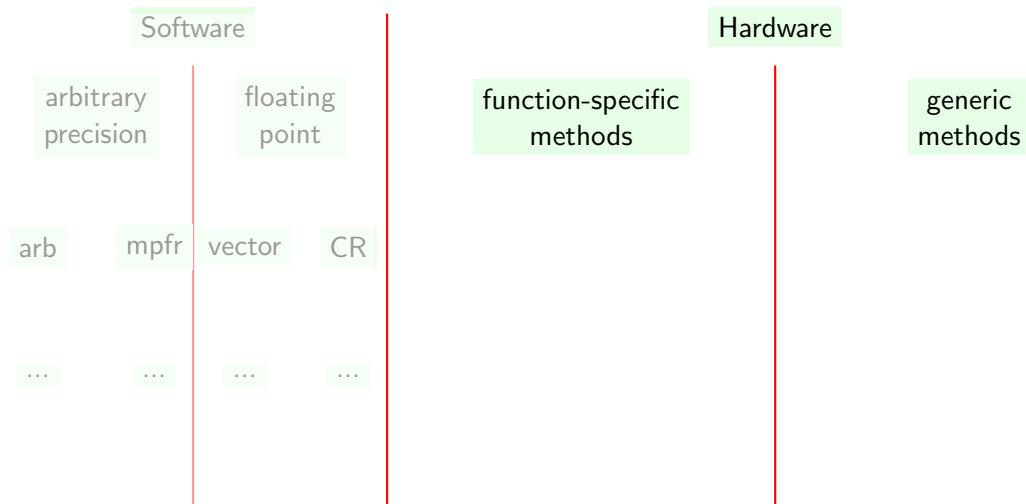 Software
Hardware
arbitrary
precision
floating
point
function-specific
methods
generic
methods
arb
mpfr
vector
CR
...
...
...
...